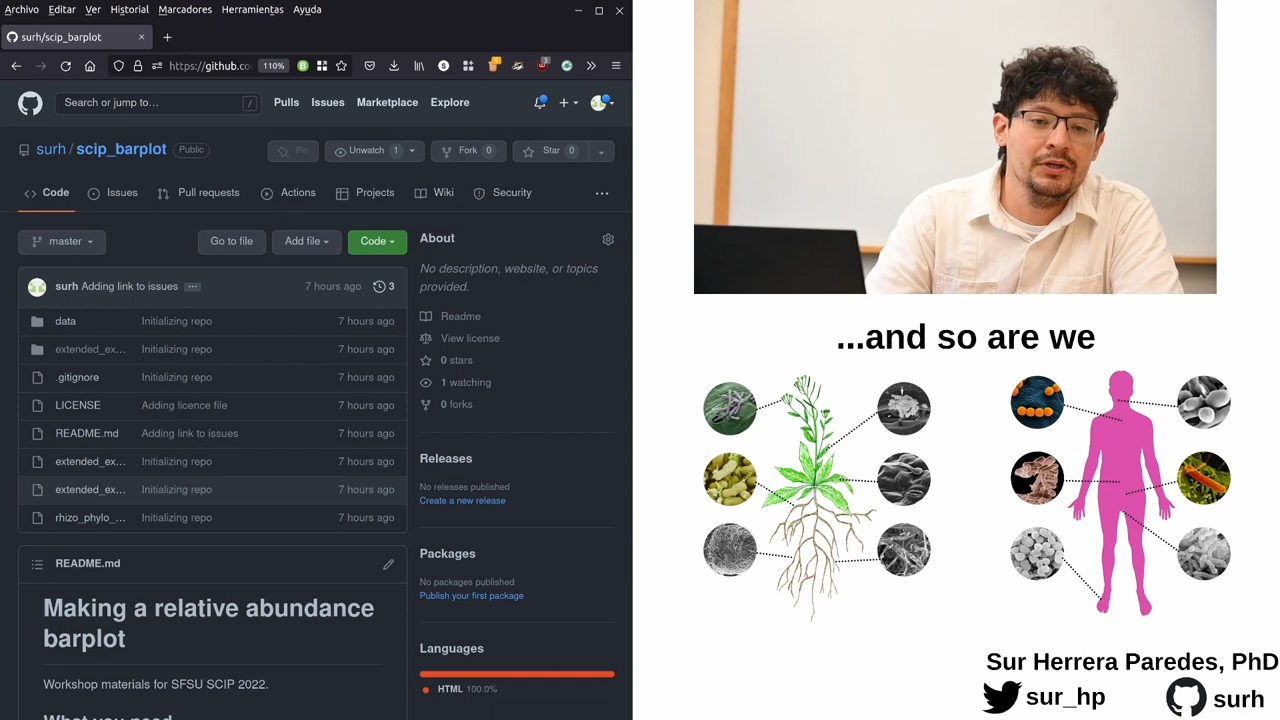 Archivo Editar Ver Historial Marcadores Herramientas Ayuda
surh/scip_barplot
https://github.co 110%
Search or jump to… /
Pulls Issues Marketplace Explore
surh / scip_barplot Public
Pin Unwatch 1 Fork 0 Star 0
Code Issues Pull requests Actions Projects Wiki Security
master Go to file Add file Code
surh Adding link to issues 7 hours ago 3
data Initializing repo 7 hours ago
extended_ex… Initializing repo 7 hours ago
.gitignore Initializing repo 7 hours ago
LICENSE Adding licence file 7 hours ago
README.md Adding link to issues 7 hours ago
extended_ex… Initializing repo 7 hours ago
extended_ex… Initializing repo 7 hours ago
rhizo_phylo_… Initializing repo 7 hours ago
README.md
Making a relative abundance
barplot
Workshop materials for SFSU SCIP 2022.
What you need
About
No description, website, or topics
provided.
Readme
View license
0 stars
1 watching
0 forks
Releases
No releases published
Create a new release
Packages
No packages published
Publish your first package
Languages
HTML 100.0%
...and so are we
Sur Herrera Paredes, PhD
sur_hp surh